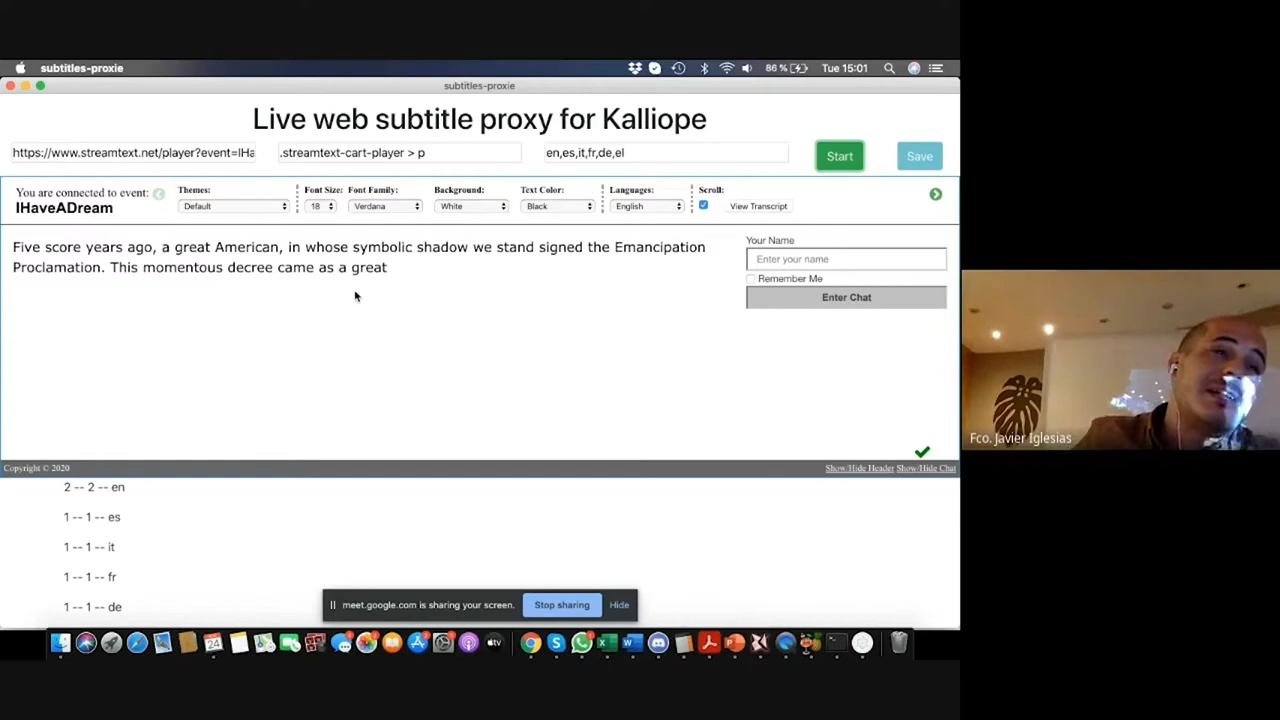 subtitles-proxie
86 %
Tue 15:01
subtitles-proxie
Live web subtitle proxy for Kalliope
https://www.streamtext.net/player?event=IHa
.streamtext-cart-player > p
en,es,it,fr,de,el
Start
Save
You are connected to event:
IHaveADream
Themes:
Default
Font Size:
18
Font Family:
Verdana
Background:
White
Text Color:
Black
Languages:
English
Scroll:
View Transcript
Five score years ago, a great American, in whose symbolic shadow we stand signed the Emancipation
Proclamation. This momentous decree came as a great
Your Name
Enter your name
Remember Me
Enter Chat
Copyright © 2020
Show/Hide Header Show/Hide Chat
2 -- 2 -- en
1 -- 1 -- es
1 -- 1 -- it
1 -- 1 -- fr
1 -- 1 -- de
meet.google.com is sharing your screen.
Stop sharing
Hide
Fco. Javier Iglesias